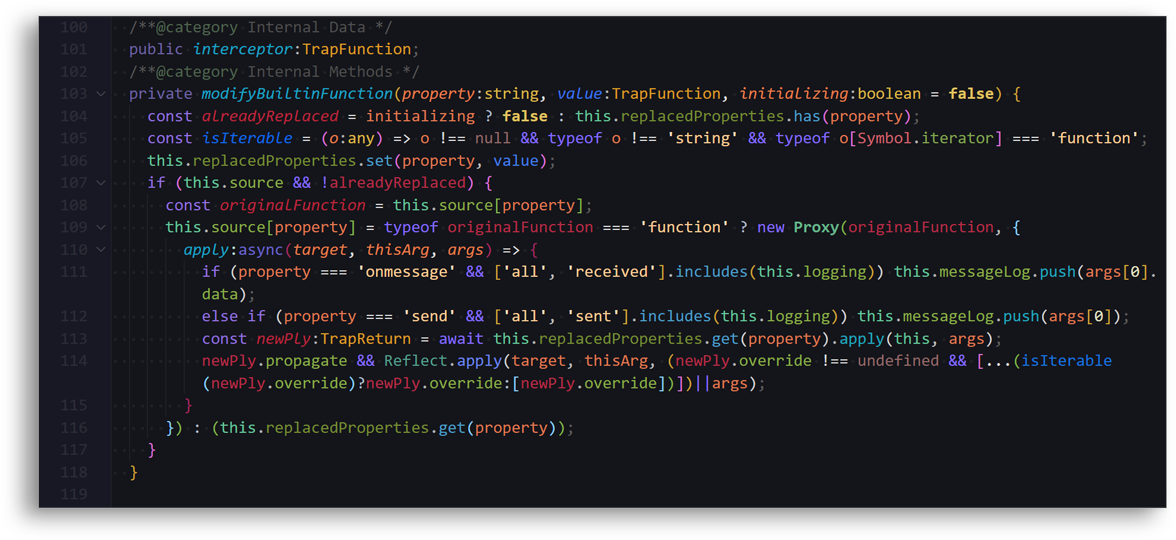 100 /**@category Internal Data */
101 public interceptor:TrapFunction;
102 /**@category Internal Methods */
103 private modifyBuiltinFunction(property:string, value:TrapFunction, initializing:boolean = false) {
104 const alreadyReplaced = initializing ? false : this.replacedProperties.has(property);
105 const isIterable = (o:any) => o !== null && typeof o !== 'string' && typeof o[Symbol.iterator] === 'function';
106 this.replacedProperties.set(property, value);
107 if (this.source && !alreadyReplaced) {
108 const originalFunction = this.source[property];
109 this.source[property] = typeof originalFunction === 'function' ? new Proxy(originalFunction, {
110 apply:async(target, thisArg, args) => {
111 if (property === 'onmessage' && ['all', 'received'].includes(this.logging)) this.messageLog.push(args[0].
data);
112 else if (property === 'send' && ['all', 'sent'].includes(this.logging)) this.messageLog.push(args[0]);
113 const newPly:TrapReturn = await this.replacedProperties.get(property).apply(this, args);
114 newPly.propagate && Reflect.apply(target, thisArg, (newPly.override !== undefined && [...(isIterable
(newPly.override)?newPly.override:[newPly.override])])||args);
115 }
116 }) : (this.replacedProperties.get(property));
117 }
118 }
119